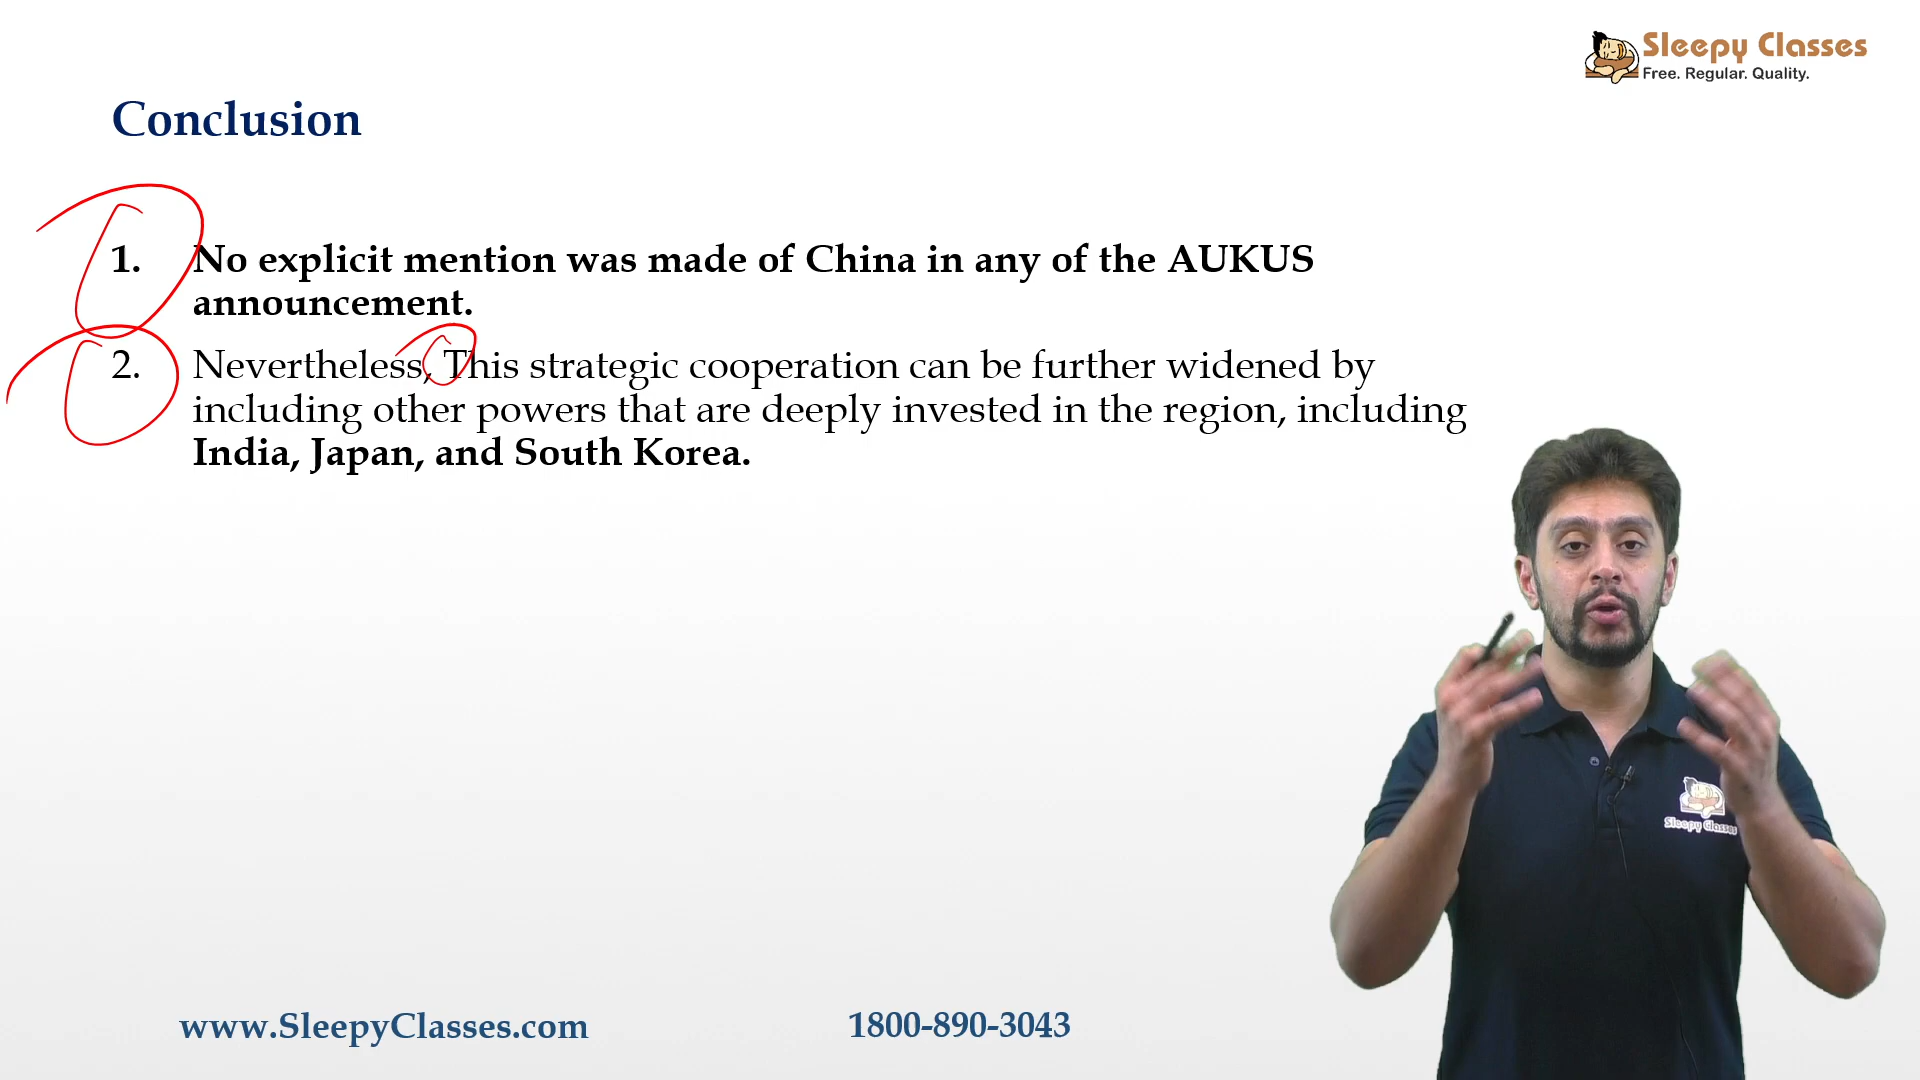 Sleepy Classes
Free. Regular. Quality.
Conclusion
1. No explicit mention was made of China in any of the AUKUS
announcement.
2. Nevertheless, This strategic cooperation can be further widened by
including other powers that are deeply invested in the region, including
India, Japan, and South Korea.
Sleepy Classes
www.SleepyClasses.com 1800-890-3043